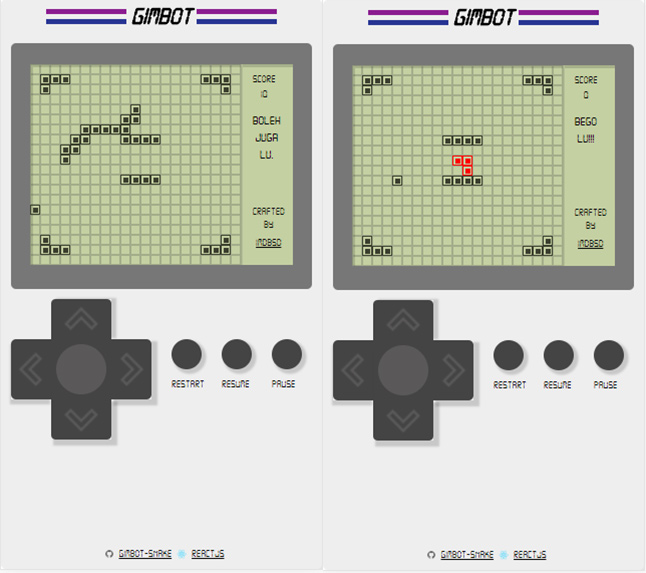 GIMBOT
SCORE
10
BOLEH
JUGA
LU.
CRAFTED
BY
INDBSD
RESTART
RESUME
PAUSE
GIMBOT-SNAKE
REACTJS
GIMBOT
SCORE
0
BEGO
LU!!!
CRAFTED
BY
INDBSD
RESTART
RESUME
PAUSE
GIMBOT-SNAKE
REACTJS